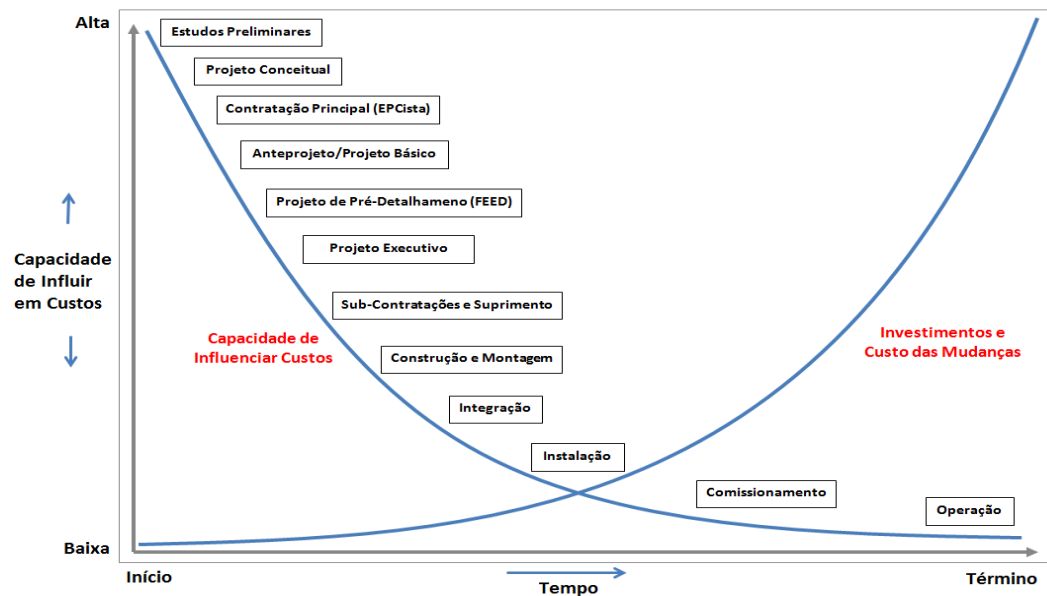 Alta
Estudos Preliminares
Projeto Conceitual
Contratação Principal (EPCista)
Anteprojeto/Projeto Básico
Projeto de Pré-Detalhameno (FEED)
Projeto Executivo
Capacidade
de Influir
em Custos
Sub-Contratações e Suprimento
Capacidade de
Influenciar Custos
Investimentos e
Custo das Mudanças
Construção e Montagem
Integração
Instalação
Comissionamento
Operação
Baixa
Início
Tempo
Término